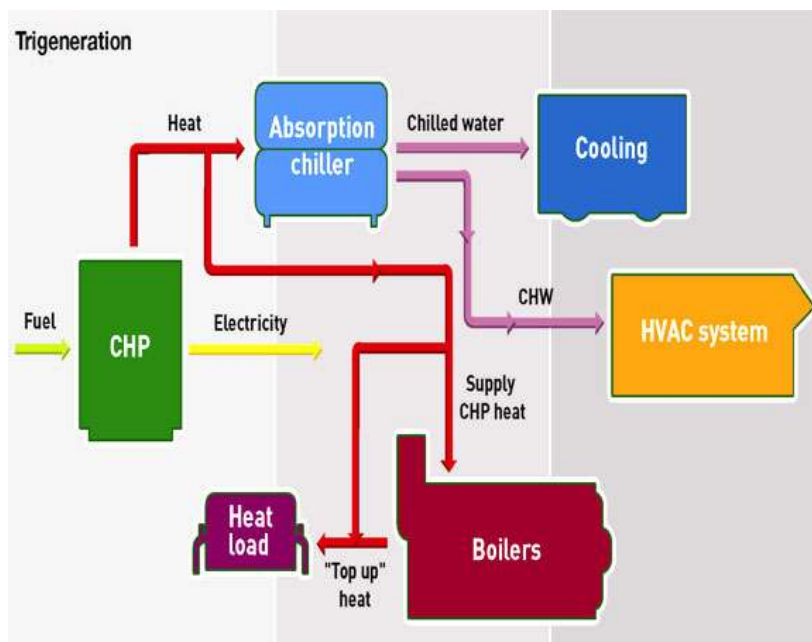 Trigeneration
Heat
Absorption
chiller
Chilled water
Cooling
Fuel
CHP
Electricity
CHW
HVAC system
Supply
CHP heat
Heat
load
"Top up"
heat
Boilers